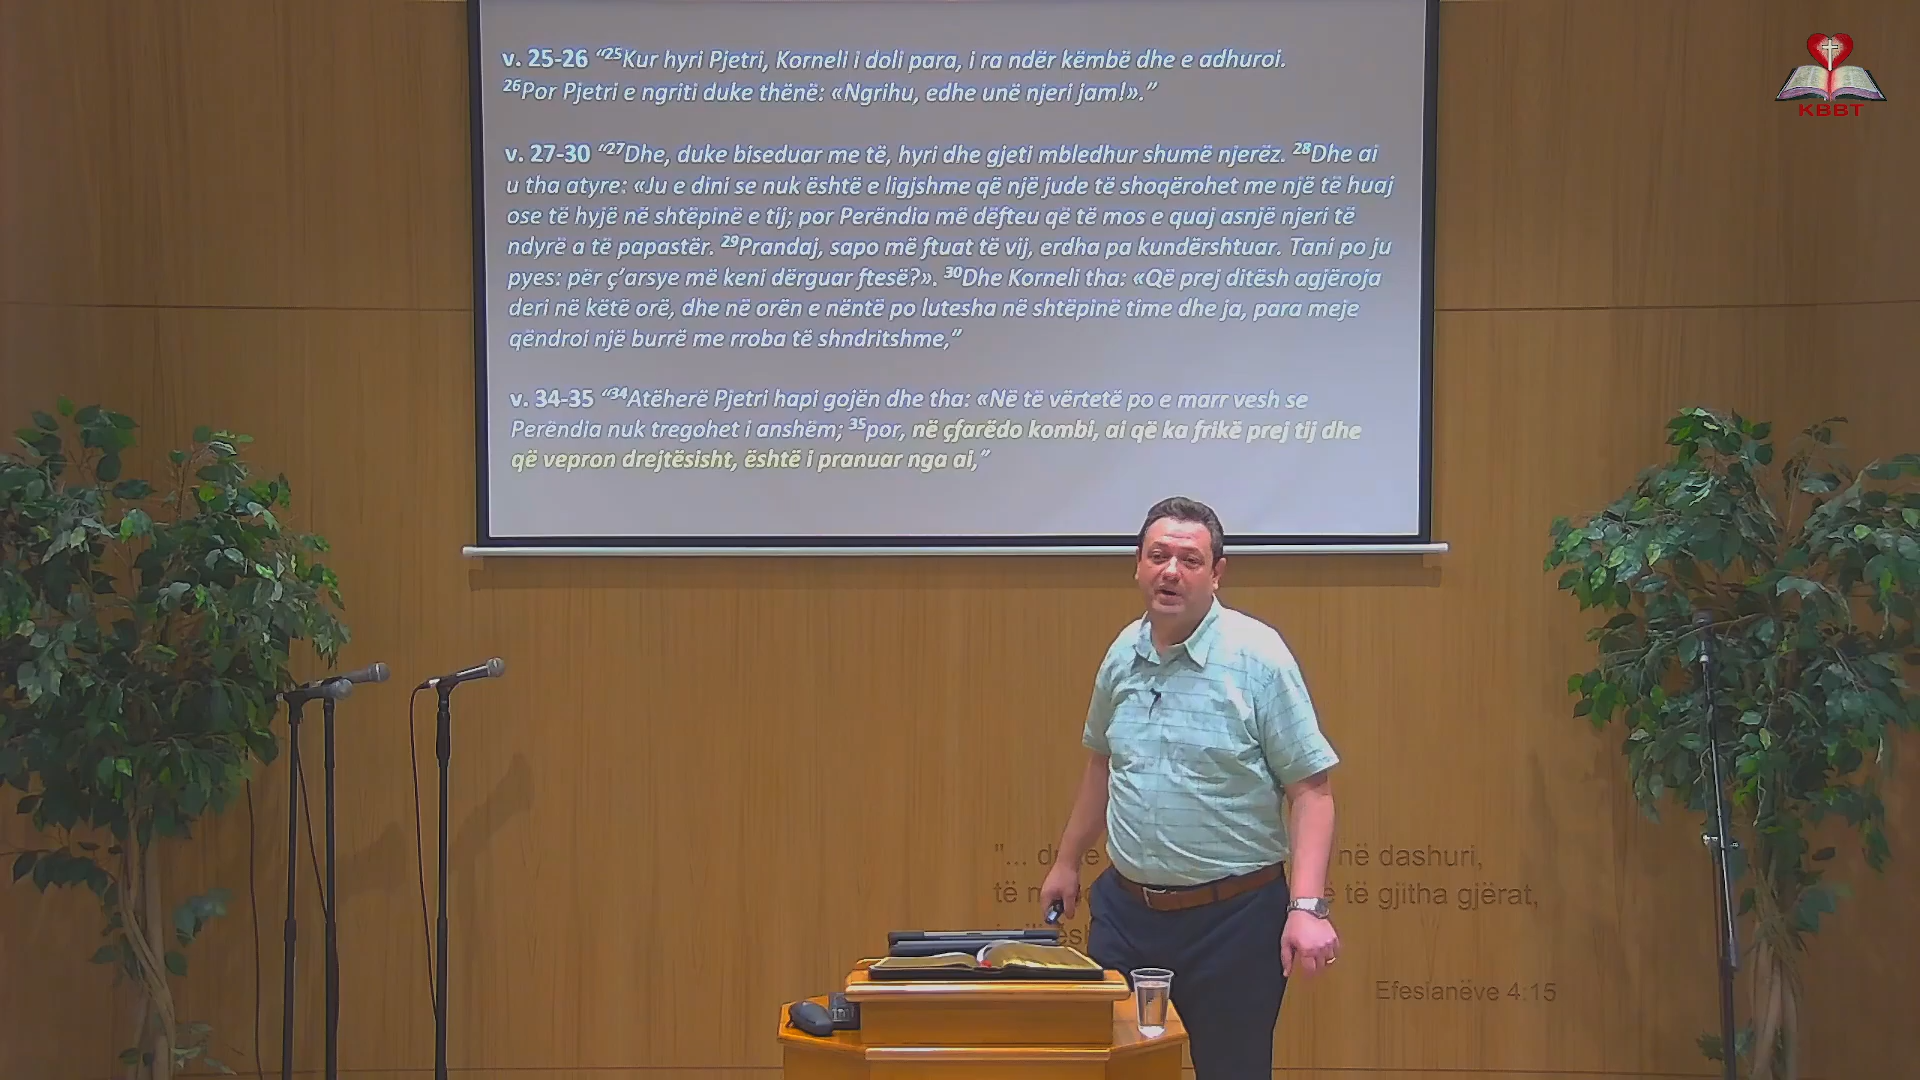 v. 25-26 “²⁵Kur hyri Pjetri, Korneli i doli para, i ra ndër këmbë dhe e adhuroi.
²⁶Por Pjetri e ngriti duke thënë: «Ngrihu, edhe unë njeri jam!».”
v. 27-30 “²⁷Dhe, duke biseduar me të, hyri dhe gjeti mbledhur shumë njerëz. ²⁸Dhe ai
u tha atyre: «Ju e dini se nuk është e ligjshme që një jude të shoqërohet me një të huaj
ose të hyjë në shtëpinë e tij; por Perëndia më dëfteu që të mos e quaj asnjë njeri të
ndyrë a të papastër. ²⁹Prandaj, sapo më ftuat të vij, erdha pa kundërshtuar. Tani po ju
pyes: për ç’arsye më keni dërguar ftesë?». ³⁰Dhe Korneli tha: «Që prej ditësh agjëroja
deri në këtë orë, dhe në orën e nëntë po lutesha në shtëpinë time dhe ja, para meje
qëndroi një burrë me rroba të shndritshme,”
v. 34-35 “³⁴Atëherë Pjetri hapi gojën dhe tha: «Në të vërtetë po e marr vesh se
Perëndia nuk tregohet i anshëm; ³⁵por, në çfarëdo kombi, ai që ka frikë prej tij dhe
që vepron drejtësisht, është i pranuar nga ai,”
KBBT
"... në dashuri,
të të gjitha gjërat,
Efesianëve 4:15